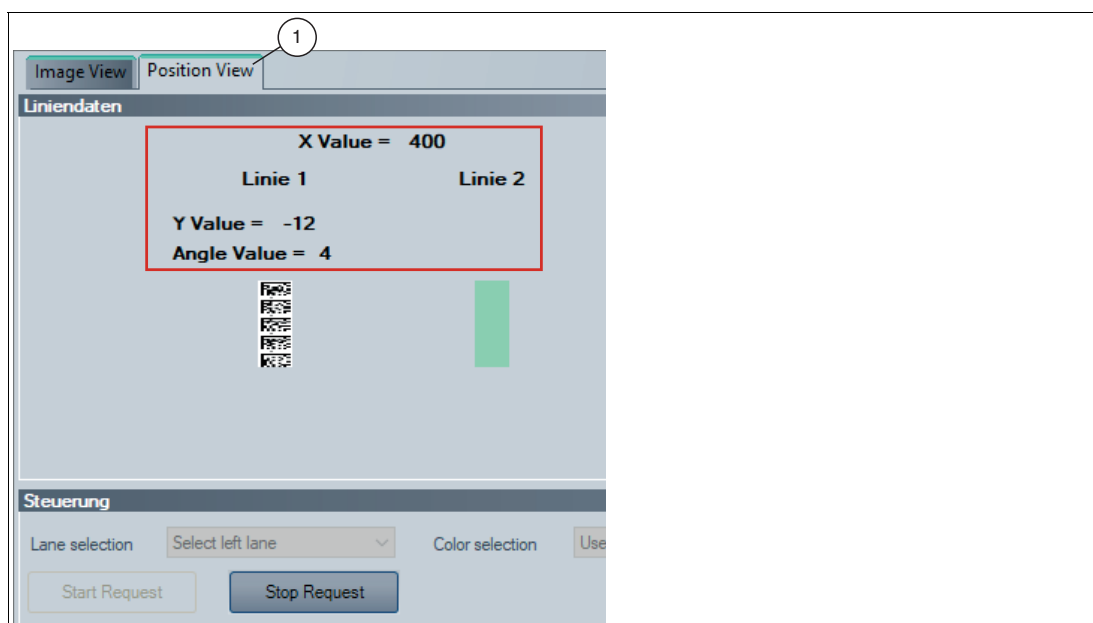 1
Image View Position View
Liniendaten
X Value = 400
Linie 1 Linie 2
Y Value = -12
Angle Value = 4
Steuerung
Lane selection Select left lane Color selection Use
Start Request Stop Request